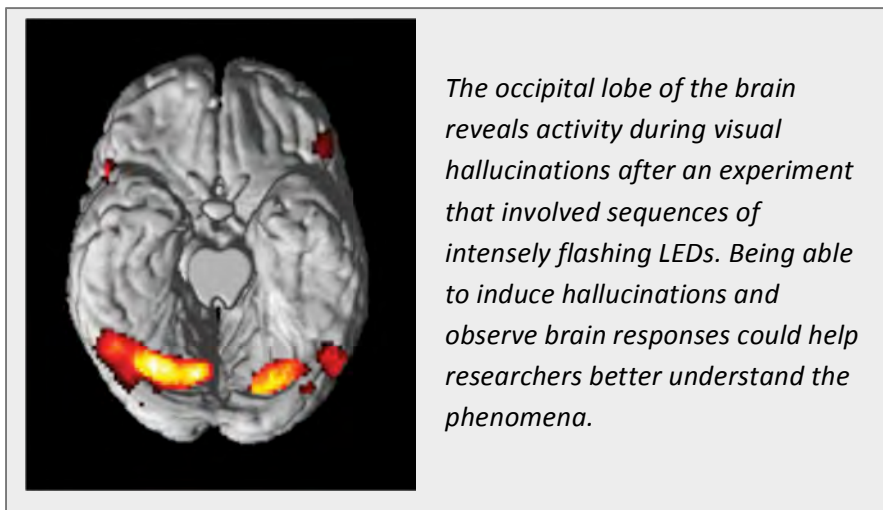 The occipital lobe of the brain
reveals activity during visual
hallucinations after an experiment
that involved sequences of
intensely flashing LEDs. Being able
to induce hallucinations and
observe brain responses could help
researchers better understand the
phenomena.